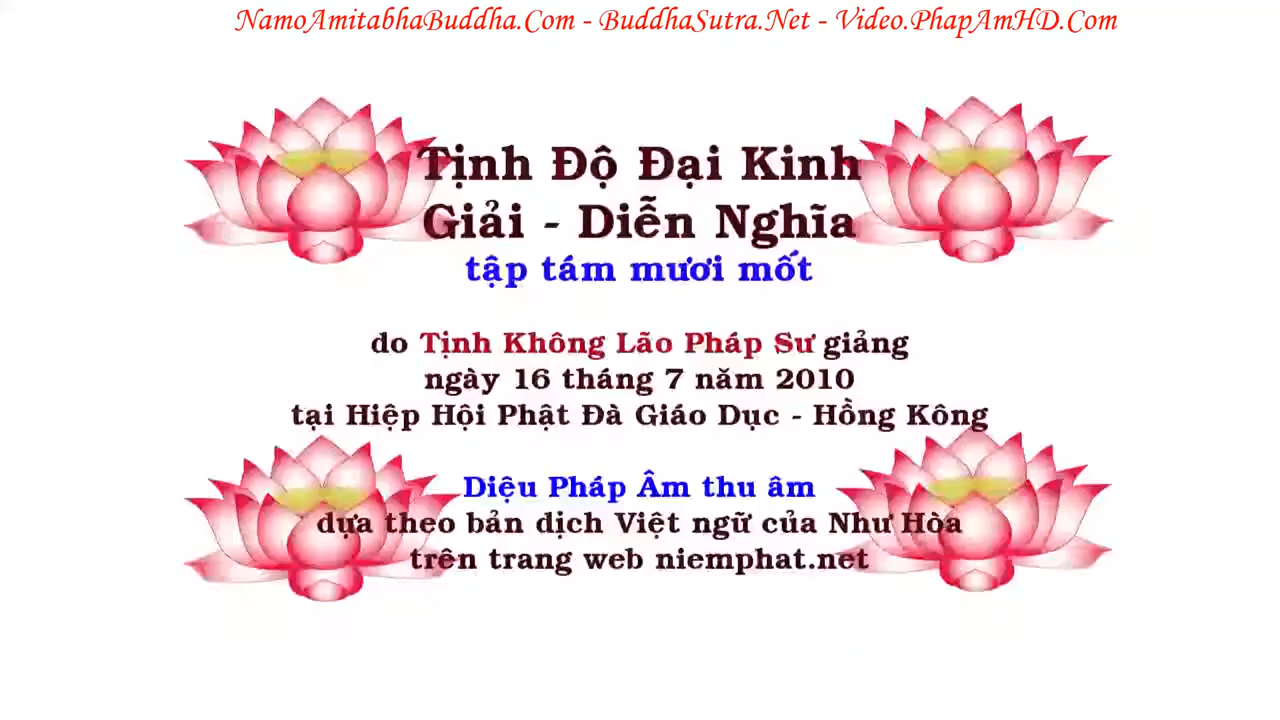 NamoAmitabhaBuddha.Com - BuddhaSutra.Net - Video.PhapAmHD.Com
Tịnh Độ Đại Kinh
Giải - Diễn Nghĩa
tập tám mươi mốt
do Tịnh Không Lão Pháp Sư giảng
ngày 16 tháng 7 năm 2010
tại Hiệp Hội Phật Đà Giáo Dục - Hồng Kông
Diệu Pháp Âm thu âm
dựa theo bản dịch Việt ngữ của Như Hòa
trên trang web niemphat.net